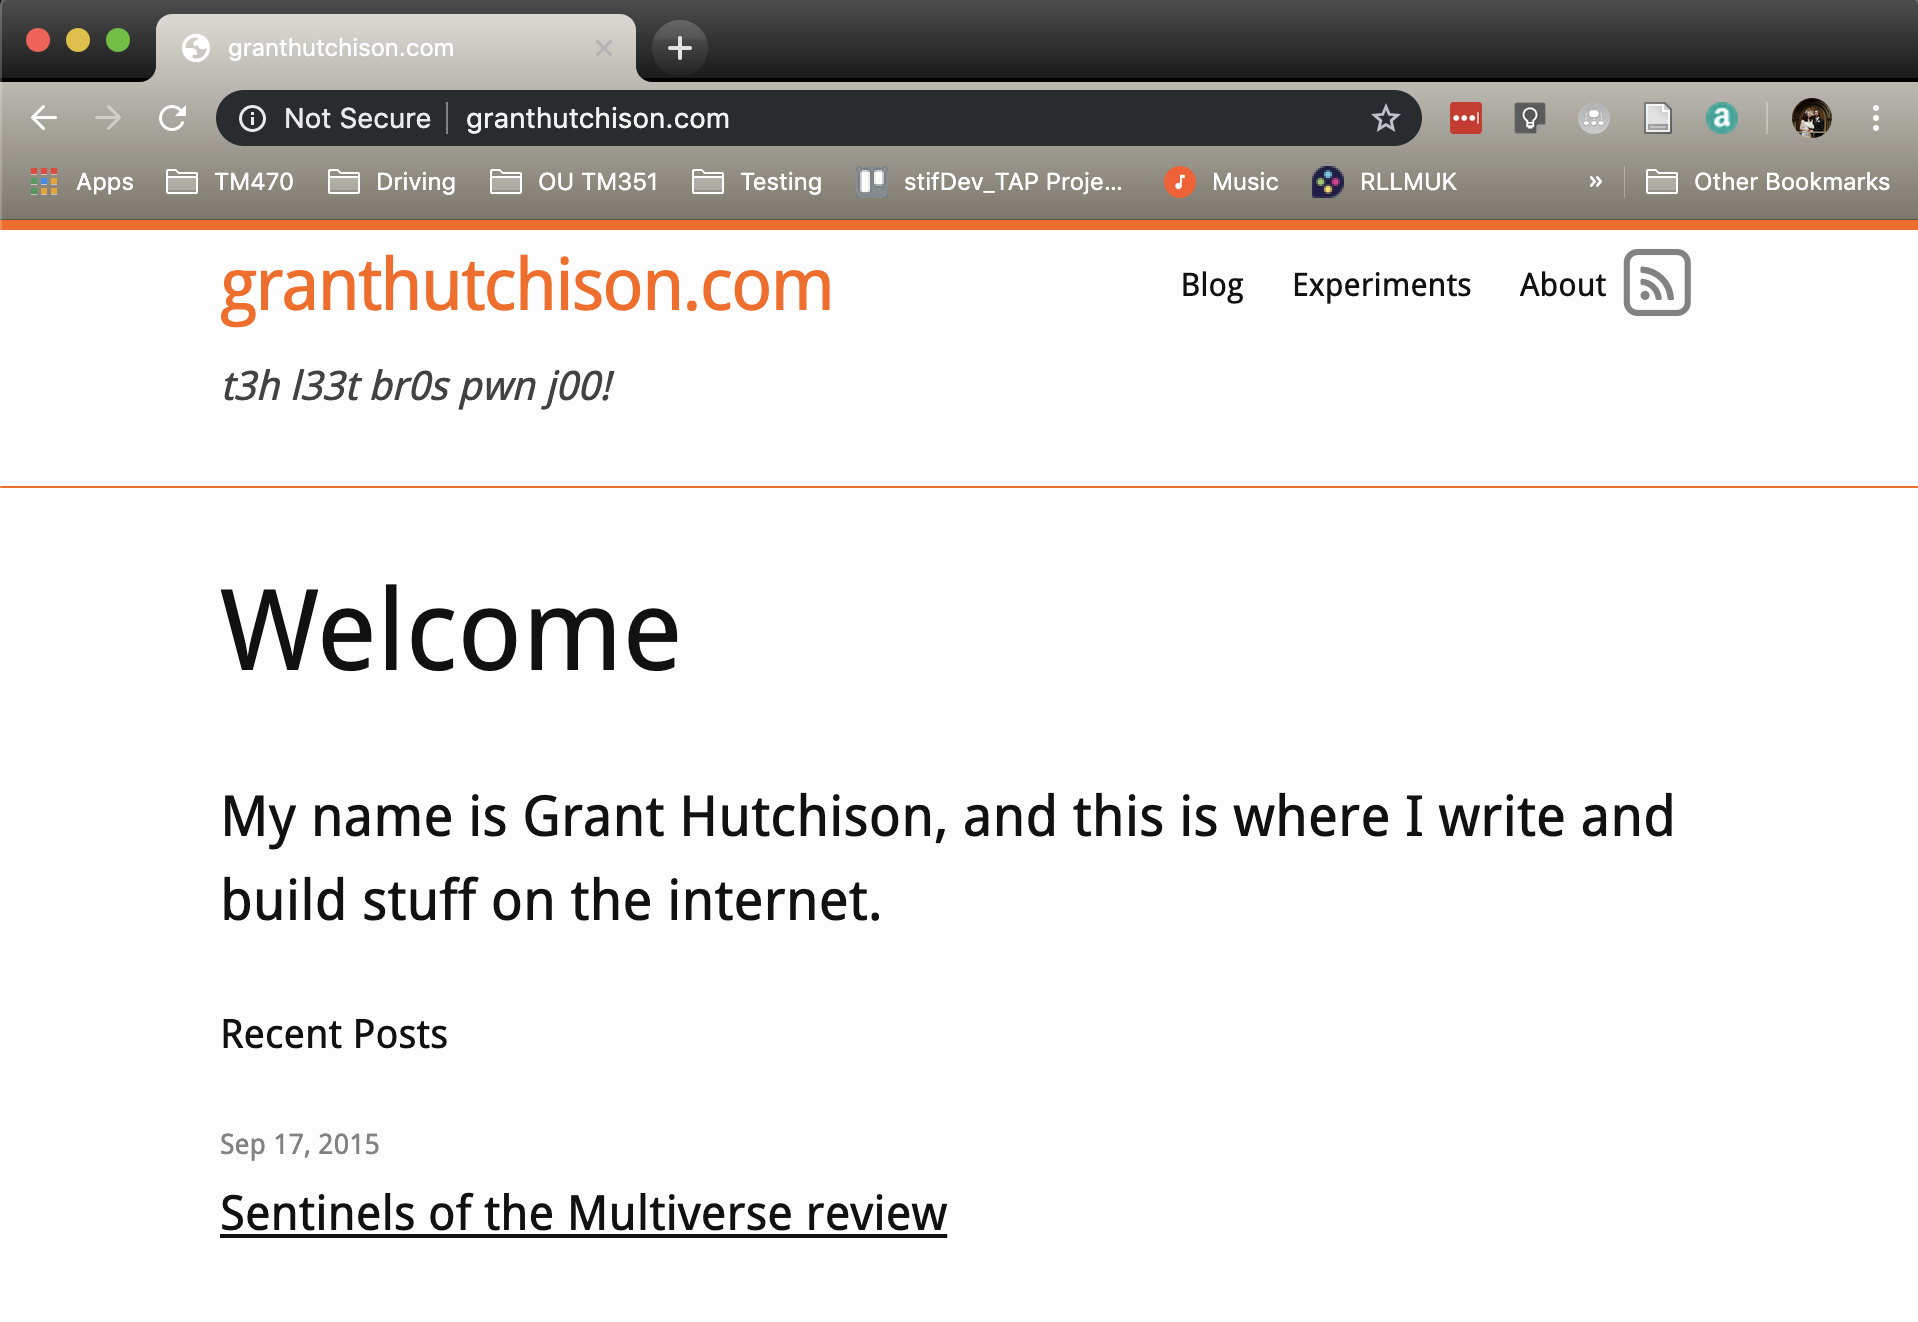 granthutchison.com
Not Secure granthutchison.com
Apps TM470 Driving OU TM351 Testing stifDev_TAP Proje... Music RLLMUK » Other Bookmarks
granthutchison.com Blog Experiments About
t3h l33t br0s pwn j00!
Welcome
My name is Grant Hutchison, and this is where I write and
build stuff on the internet.
Recent Posts
Sep 17, 2015
Sentinels of the Multiverse review